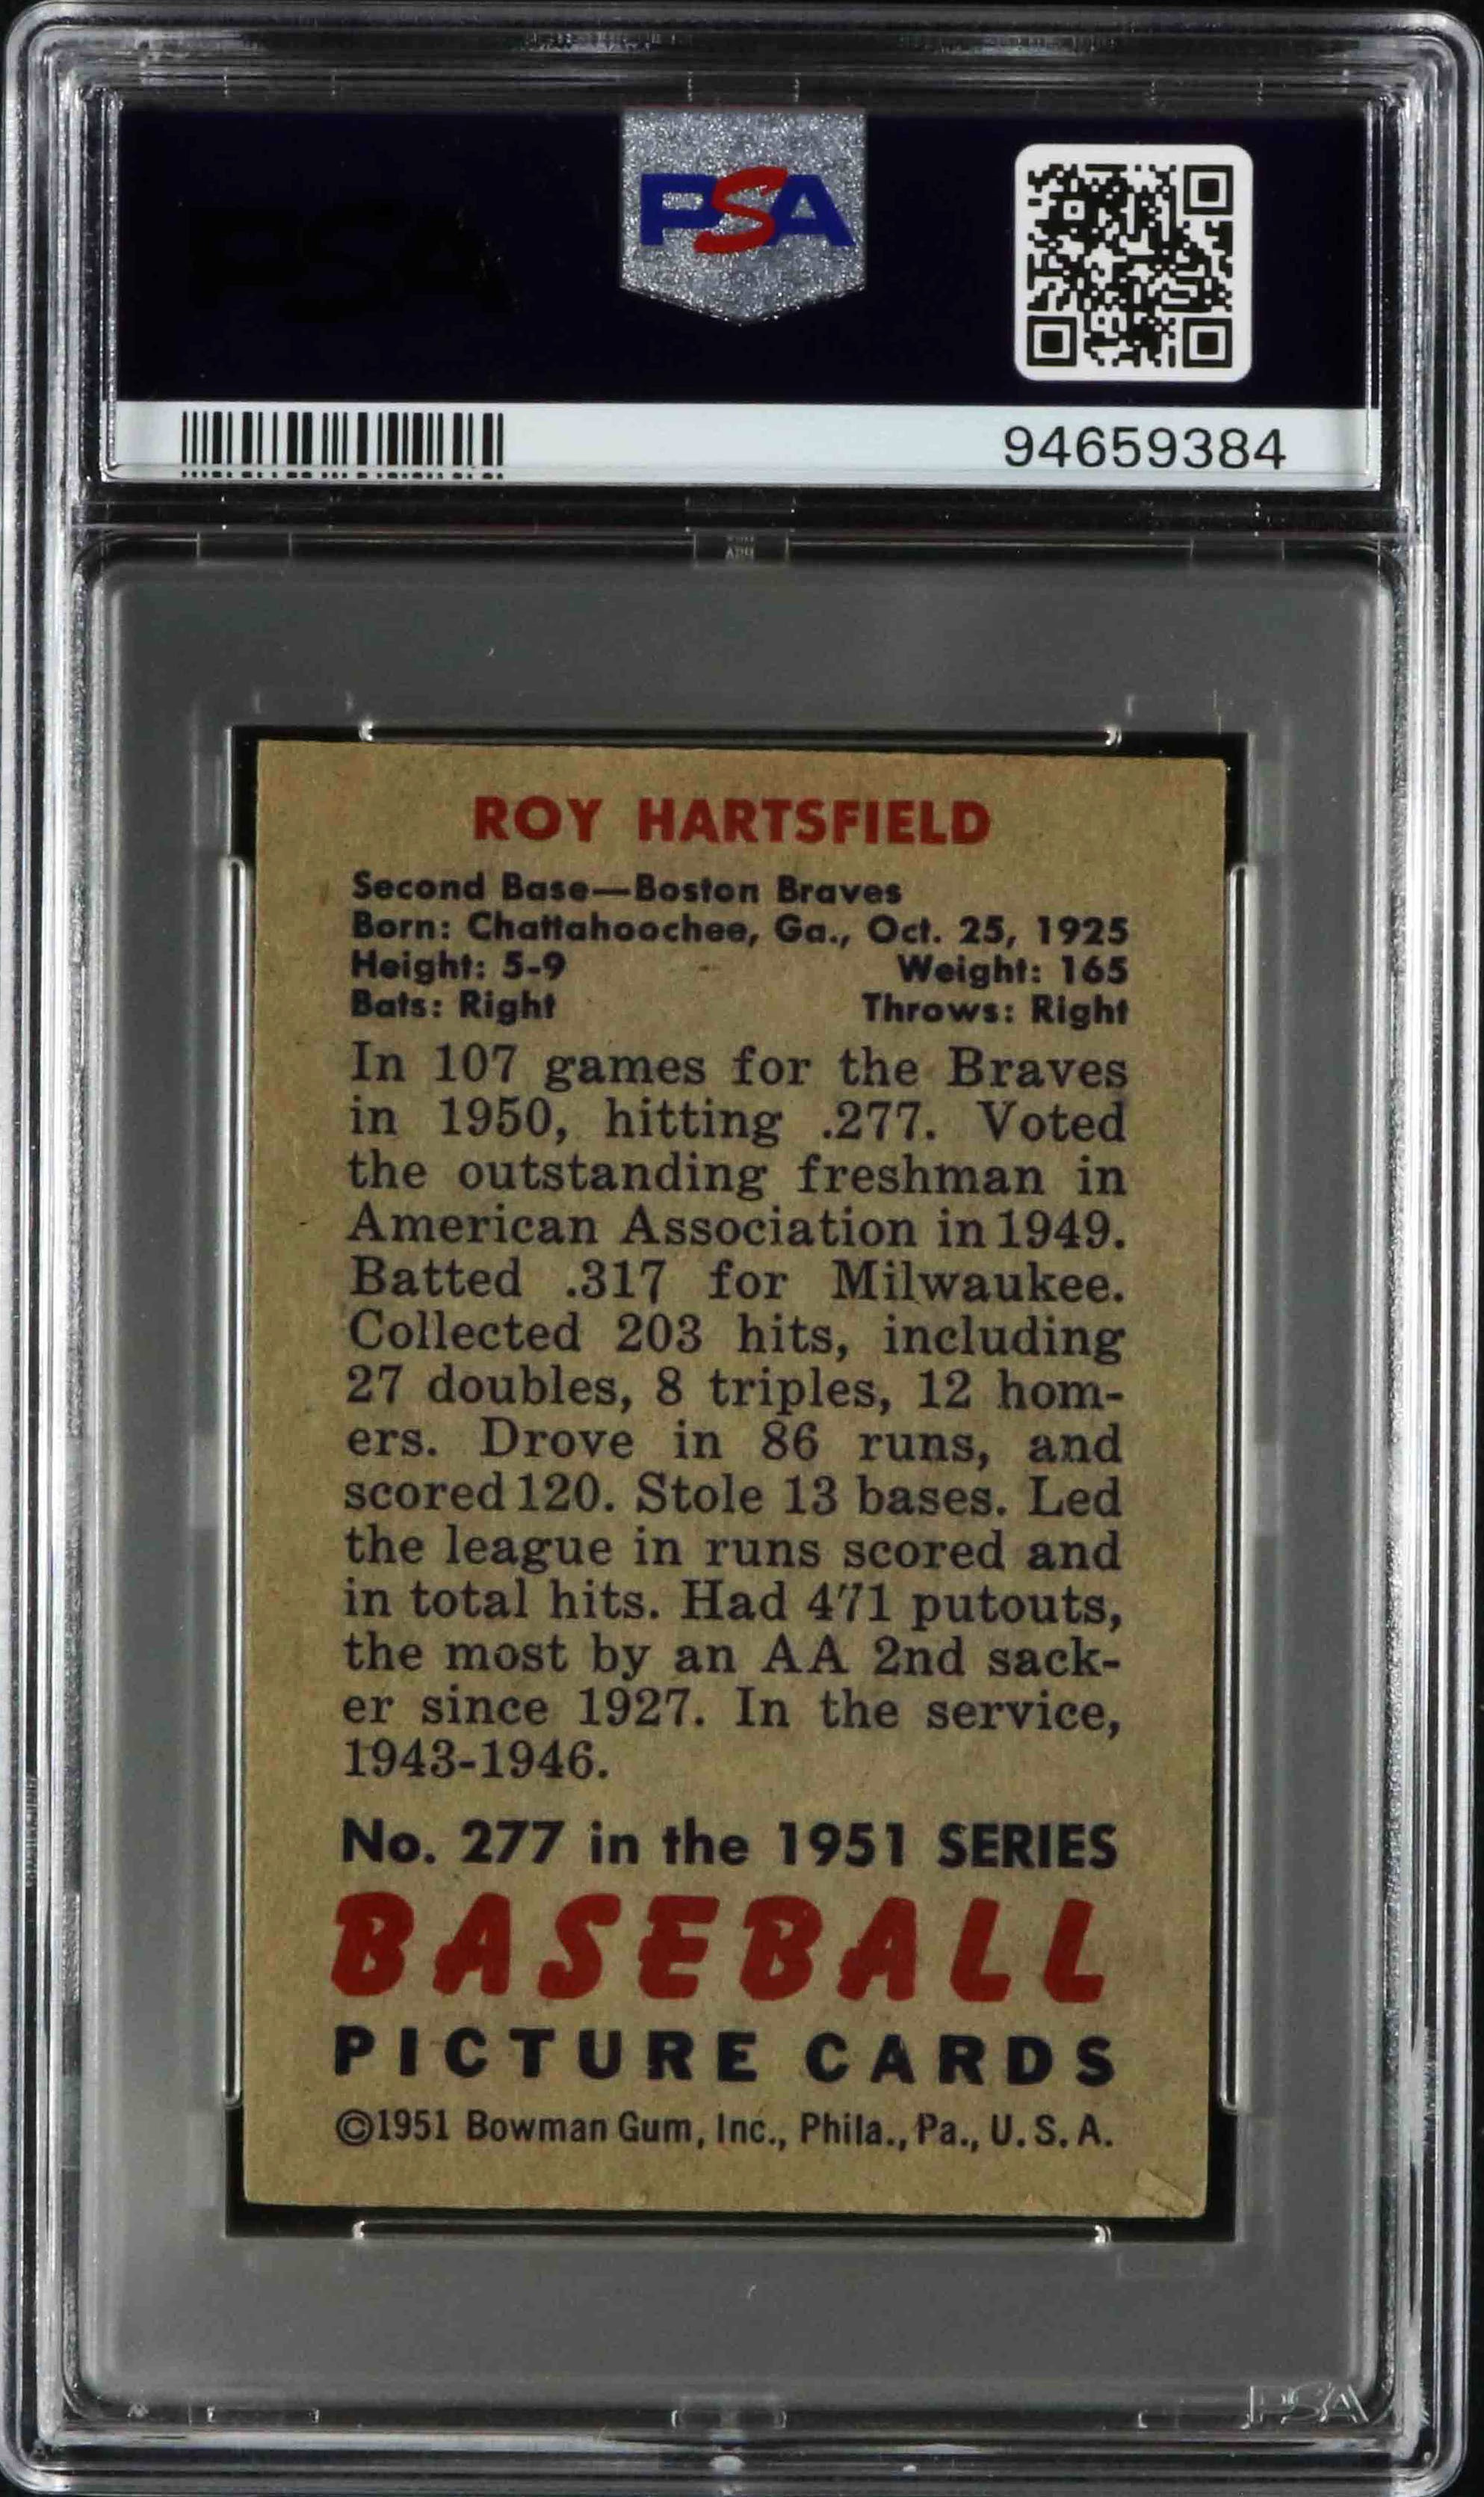 PSA
PSA
94659384
ROY HARTSFIELD
Second Base—Boston Braves
Born: Chattahoochee, Ga., Oct. 25, 1925
Height: 5-9 Weight: 165
Bats: Right Throws: Right
In 107 games for the Braves
in 1950, hitting .277. Voted
the outstanding freshman in
American Association in 1949.
Batted .317 for Milwaukee.
Collected 203 hits, including
27 doubles, 8 triples, 12 hom-
ers. Drove in 86 runs, and
scored 120. Stole 13 bases. Led
the league in runs scored and
in total hits. Had 471 putouts,
the most by an AA 2nd sack-
er since 1927. In the service,
1943-1946.
No. 277 in the 1951 SERIES
BASEBALL
PICTURE CARDS
©1951 Bowman Gum, Inc., Phila., Pa., U.S.A.
PSA